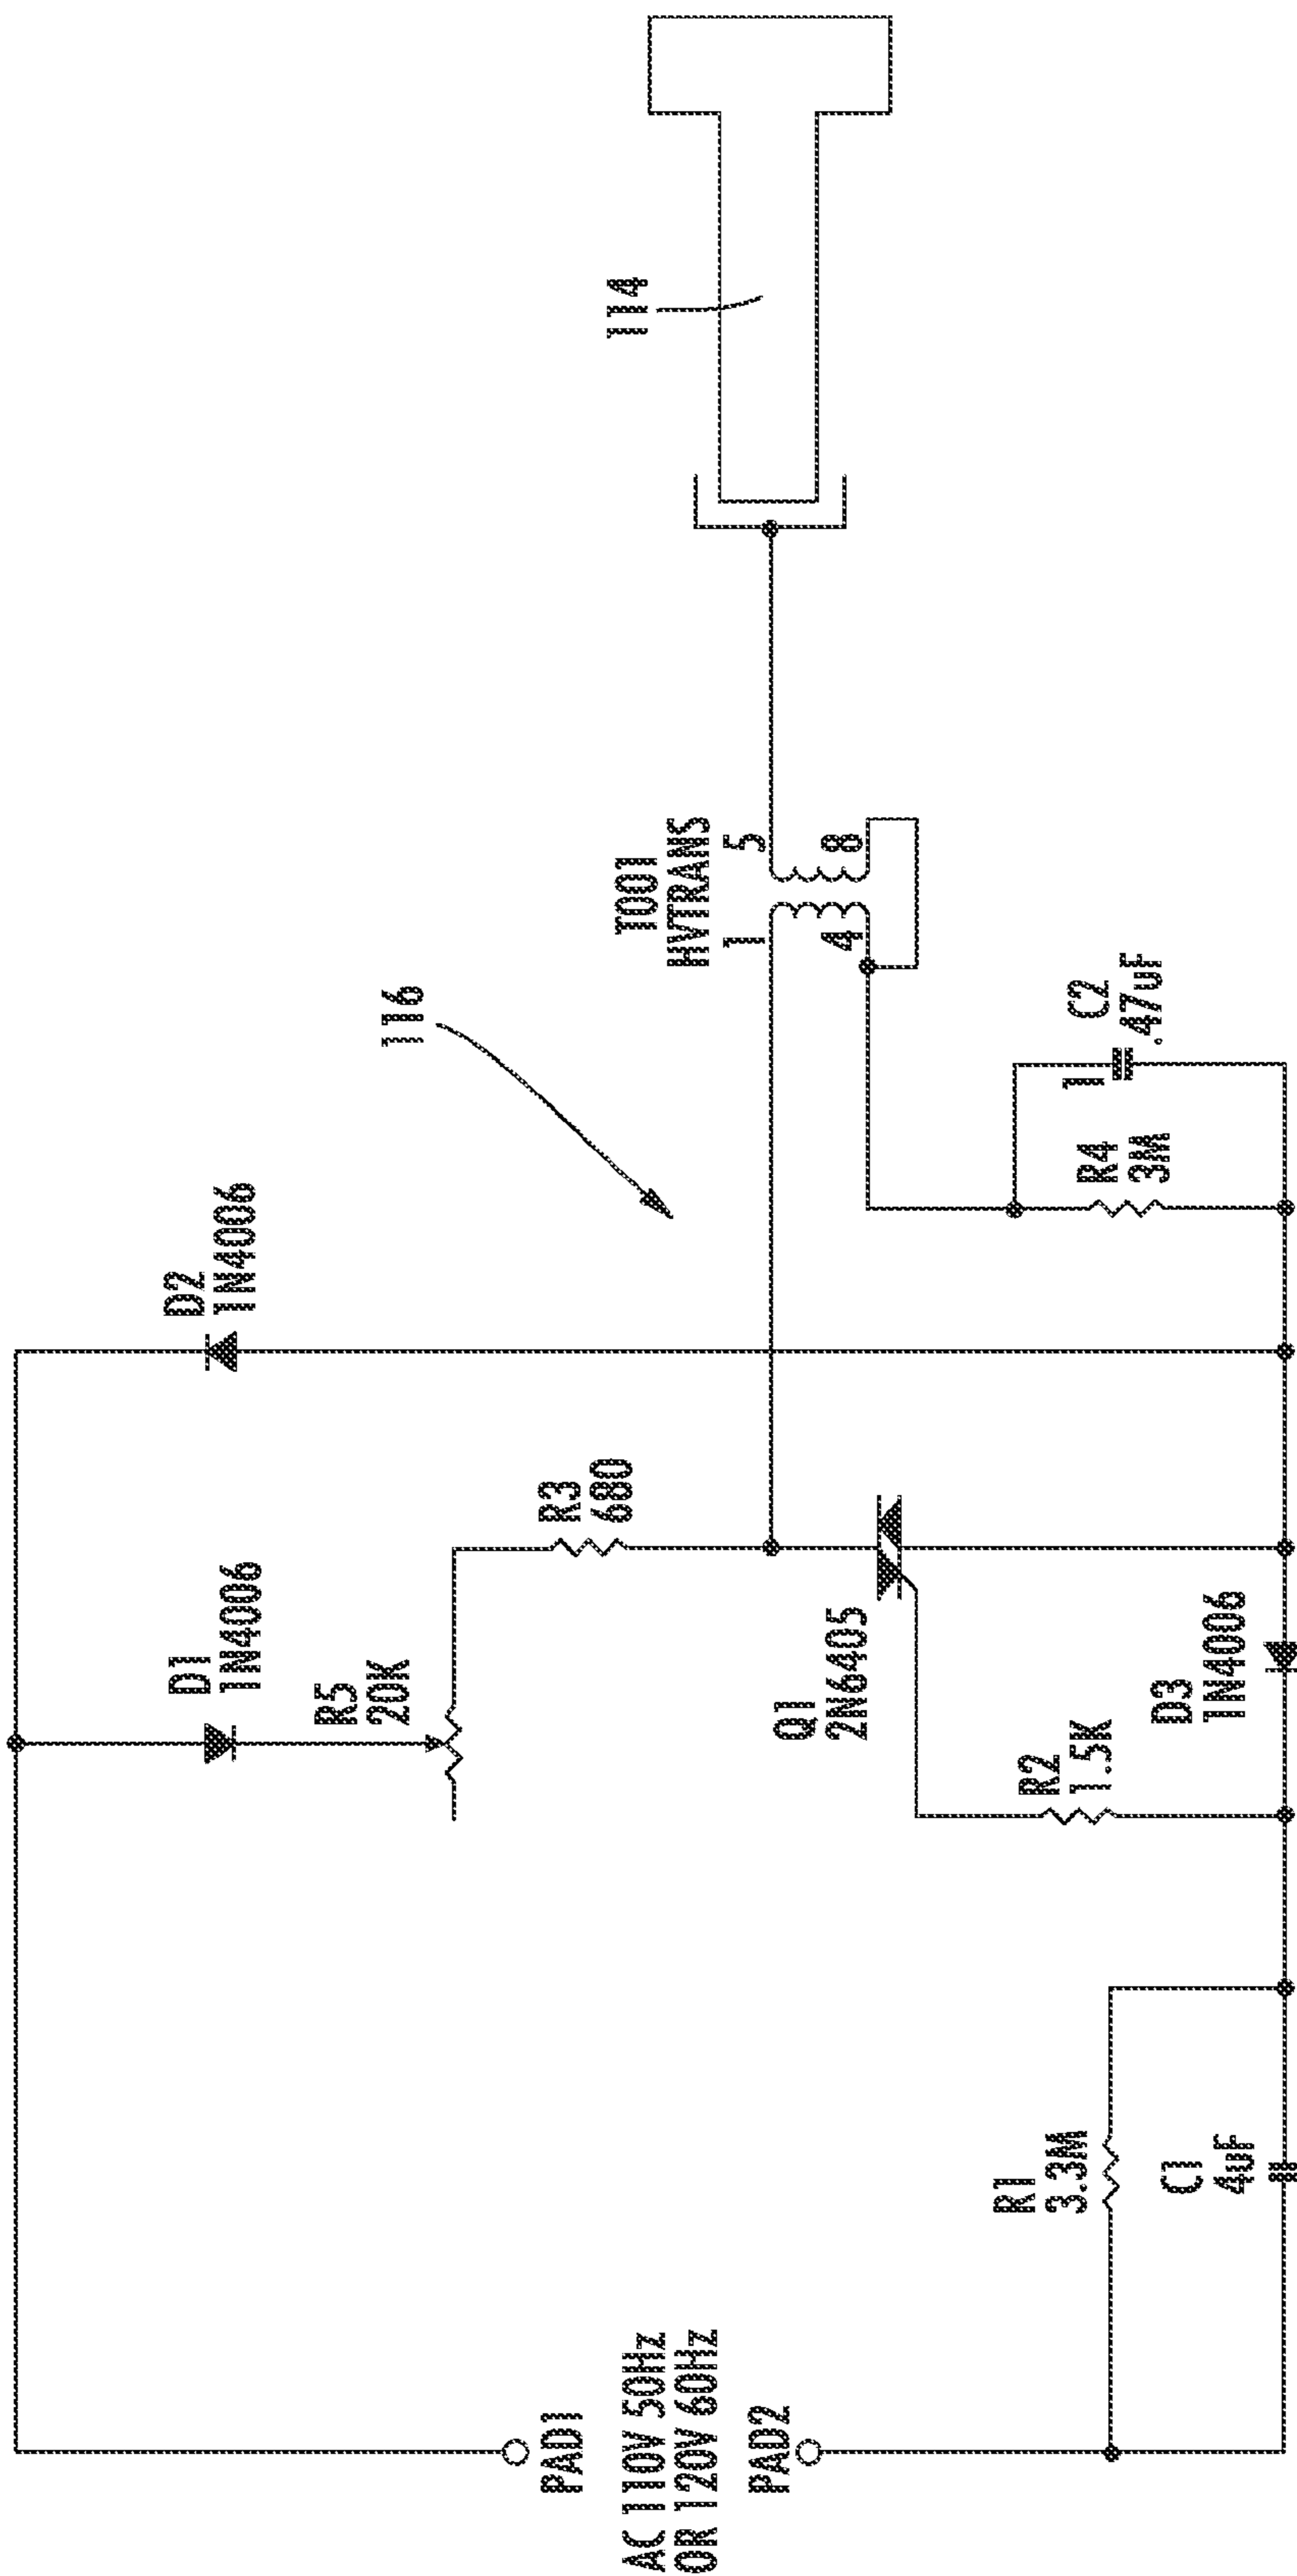 114
T001
HVTRANS
1 5
4 8
116
C2
.47uF
1
R4
3M
D2
1N4006
R3
680
D1
1N4006
R5
20K
Q1
2N6405
D3
1N4006
R2
1.5K
R1
3.3M
C1
4uF
PAD1
AC 110V 50Hz
OR 120V 60Hz
PAD2